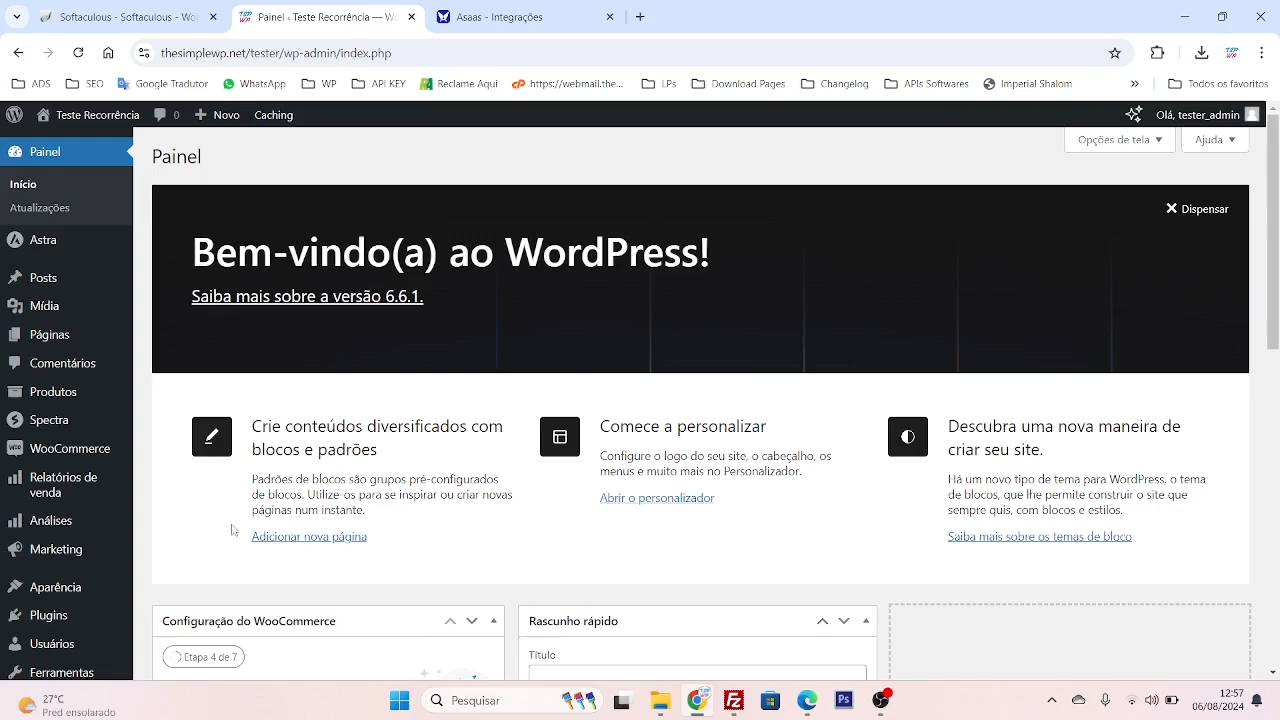 Softaculous - Softaculous - Wo
Painel ‹ Teste Recorrência — Wo
Asaas - Integrações
thesimplewp.net/tester/wp-admin/index.php
ADS
SEO
Google Tradutor
WhatsApp
WP
API KEY
Reclame Aqui
https://webmail.the...
LPs
Download Pages
Changelog
APIs Softwares
Imperial Shalom
»
Todos os favoritos
Teste Recorrência
0
Novo
Caching
Olá, tester_admin
Painel
Início
Atualizações
Astra
Posts
Mídia
Páginas
Comentários
Produtos
Spectra
WooCommerce
Relatórios de
venda
Análises
Marketing
Aparência
Plugins
Usuários
Ferramentas
Painel
Opções de tela
Ajuda
Dispensar
Bem-vindo(a) ao WordPress!
Saiba mais sobre a versão 6.6.1.
Crie conteúdos diversificados com
blocos e padrões
Padrões de blocos são grupos pré-configurados
de blocos. Utilize-os para se inspirar ou criar novas
páginas num instante.
Adicionar nova página
Comece a personalizar
Configure o logo do seu site, o cabeçalho, os
menus e muito mais no Personalizador.
Abrir o personalizador
Descubra uma nova maneira de
criar seu site.
Há um novo tipo de tema para WordPress, o tema
de blocos, que lhe permite construir o site que
sempre quis, com blocos e estilos.
Saiba mais sobre os temas de bloco
Configuração do WooCommerce
Etapa 4 de 7
Rascunho rápido
Título
27°C
Pred ensolarado
Pesquisar
12:57
06/08/2024